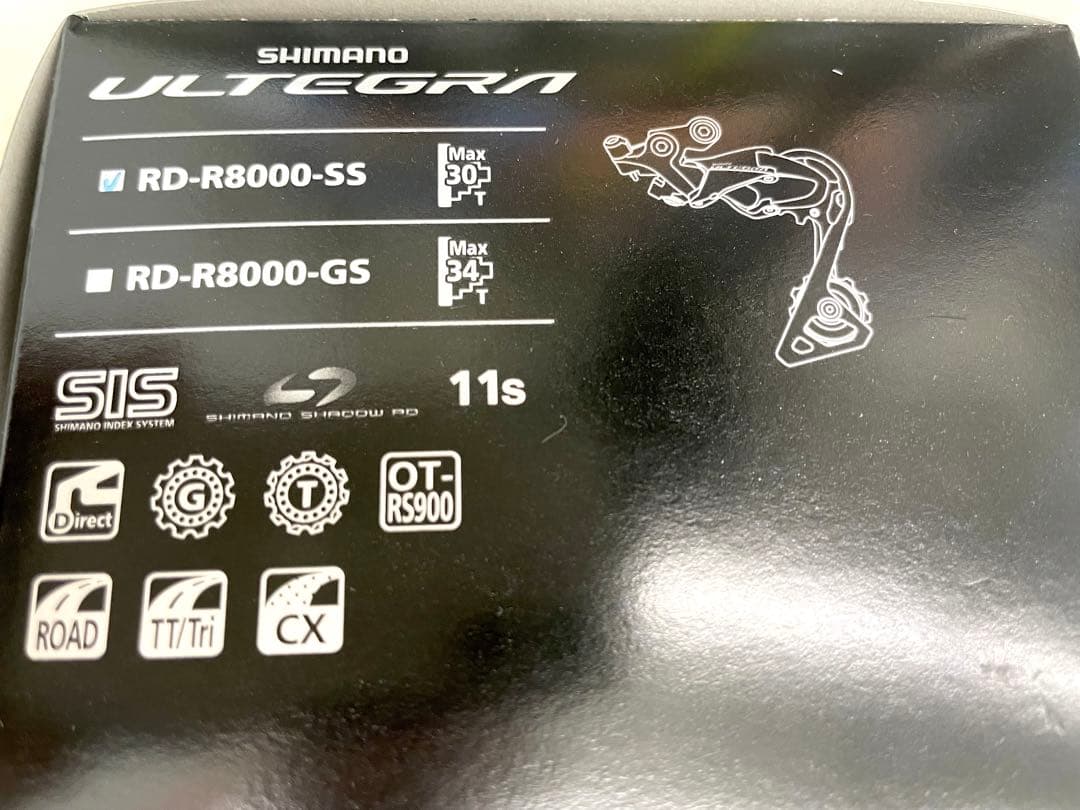 SHIMANO
ULTEGRA
RD-R8000-SS Max 30 T
RD-R8000-GS Max 34 T
SIS SHIMANO SHADOW RD 11s
SHIMANO INDEX SYSTEM
Direct G T OT-RS900
ROAD TT/Tri CX
ULTEGRA